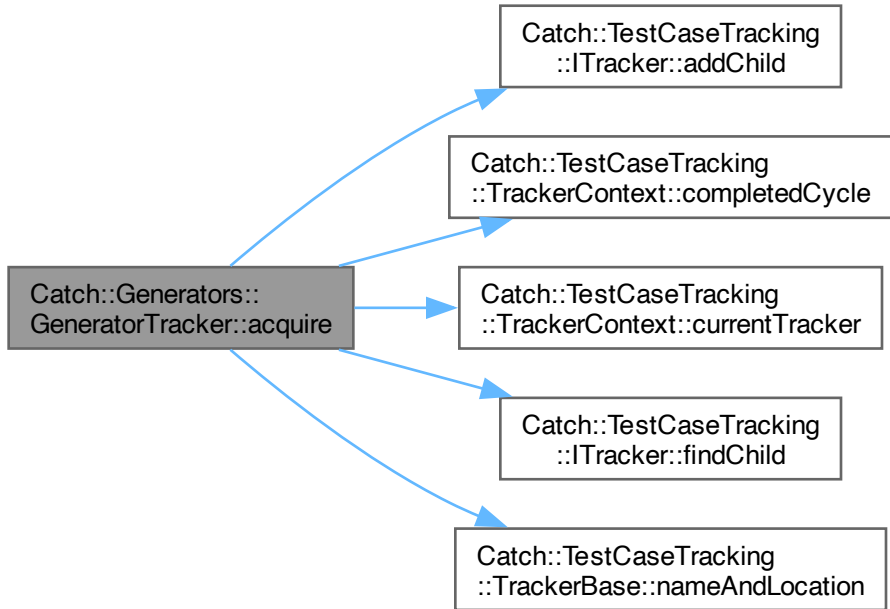 Catch::TestCaseTracking
::ITracker::addChild
Catch::TestCaseTracking
::TrackerContext::completedCycle
Catch::Generators::
GeneratorTracker::acquire
Catch::TestCaseTracking
::TrackerContext::currentTracker
Catch::TestCaseTracking
::ITracker::findChild
Catch::TestCaseTracking
::TrackerBase::nameAndLocation